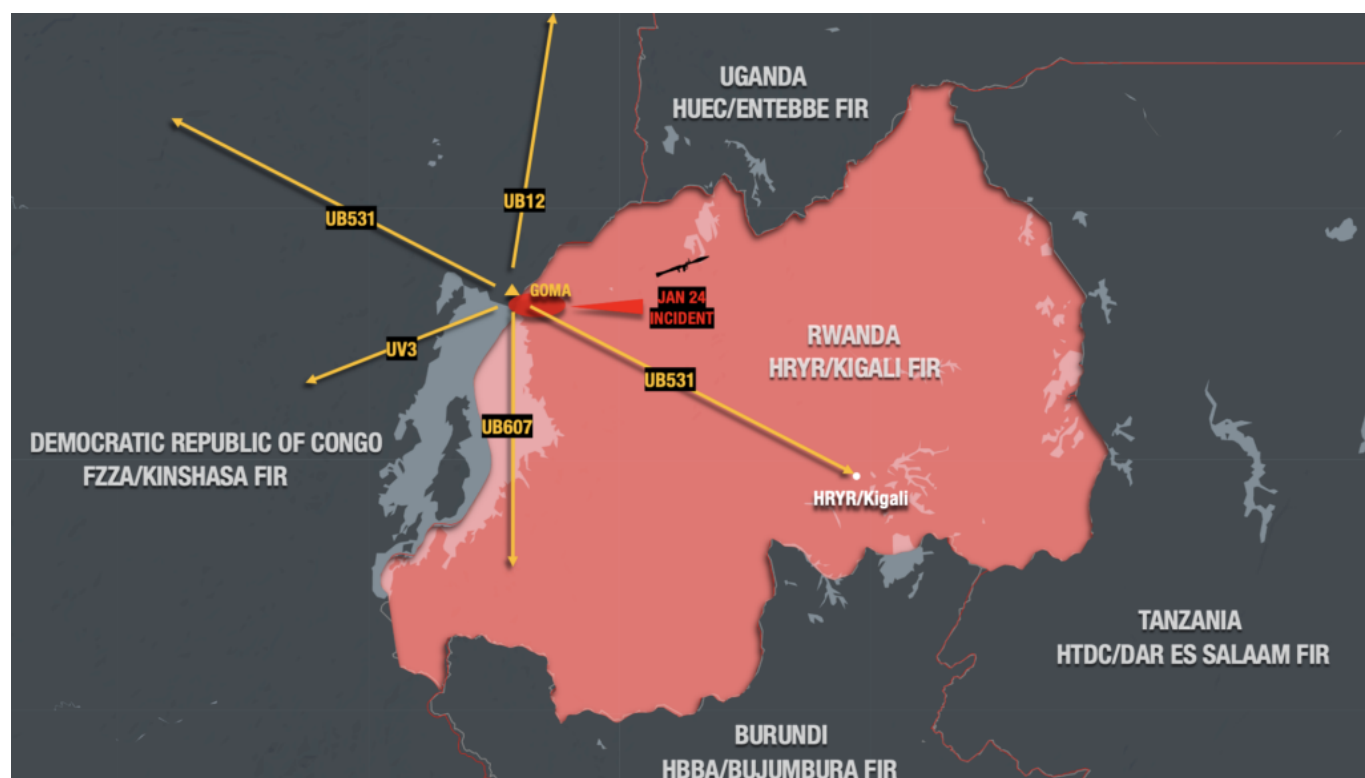 UGANDA
HUEC/ENTEBBE FIR
UB12
UB531
GOMA
JAN 24
INCIDENT
RWANDA
HRYR/KIGALI FIR
UV3
UB531
UB607
DEMOCRATIC REPUBLIC OF CONGO
FZZA/KINSHASA FIR
HRYR/Kigali
TANZANIA
HTDC/DAR ES SALAAM FIR
BURUNDI
HBBA/BUJUMBURA FIR